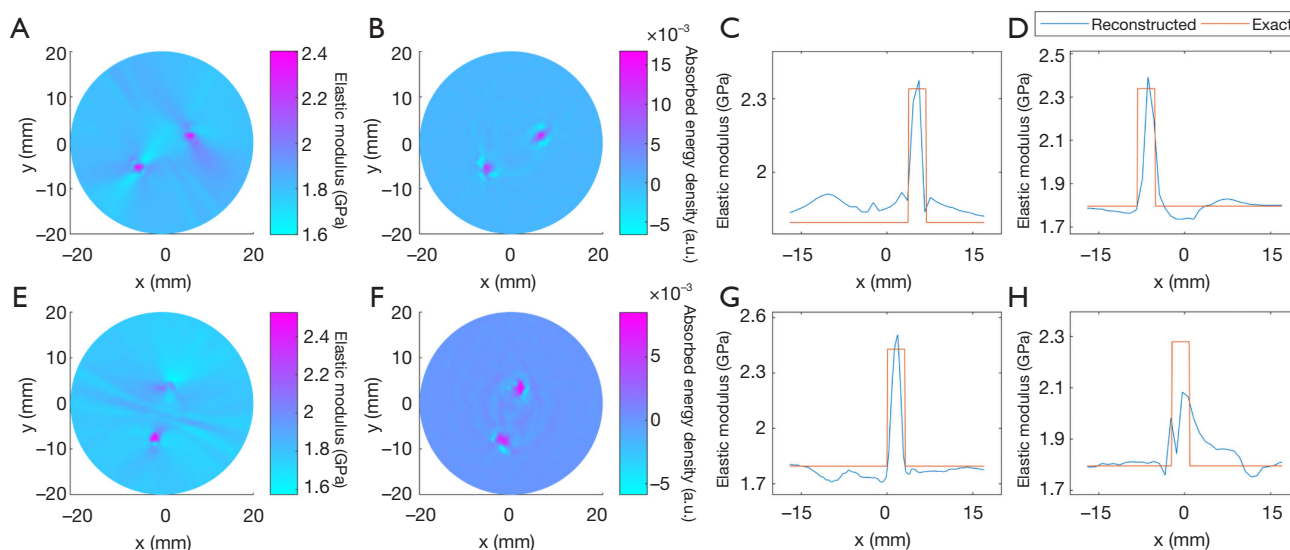 A
20
10
0
−10
−20
−20
0
20
x (mm)
y (mm)
2.4
2.2
2
1.8
1.6
Elastic modulus (GPa)
B
20
10
0
−10
−20
−20
0
20
x (mm)
y (mm)
×10⁻³
15
10
5
0
−5
Absorbed energy density (a.u.)
C
2.3
2
−15
0
15
x (mm)
Elastic modulus (GPa)
Reconstructed
Exact
D
2.5
2.3
2.1
1.8
1.7
−15
0
15
x (mm)
Elastic modulus (GPa)
E
20
10
0
−10
−20
−20
0
20
x (mm)
y (mm)
2.4
2.2
2
1.8
1.6
Elastic modulus (GPa)
F
20
10
0
−10
−20
−20
0
20
x (mm)
y (mm)
×10⁻³
5
0
−5
Absorbed energy density (a.u.)
G
2.6
2.3
2
1.7
−15
0
15
x (mm)
Elastic modulus (GPa)
H
2.3
2.1
1.8
1.7
−15
0
15
x (mm)
Elastic modulus (GPa)